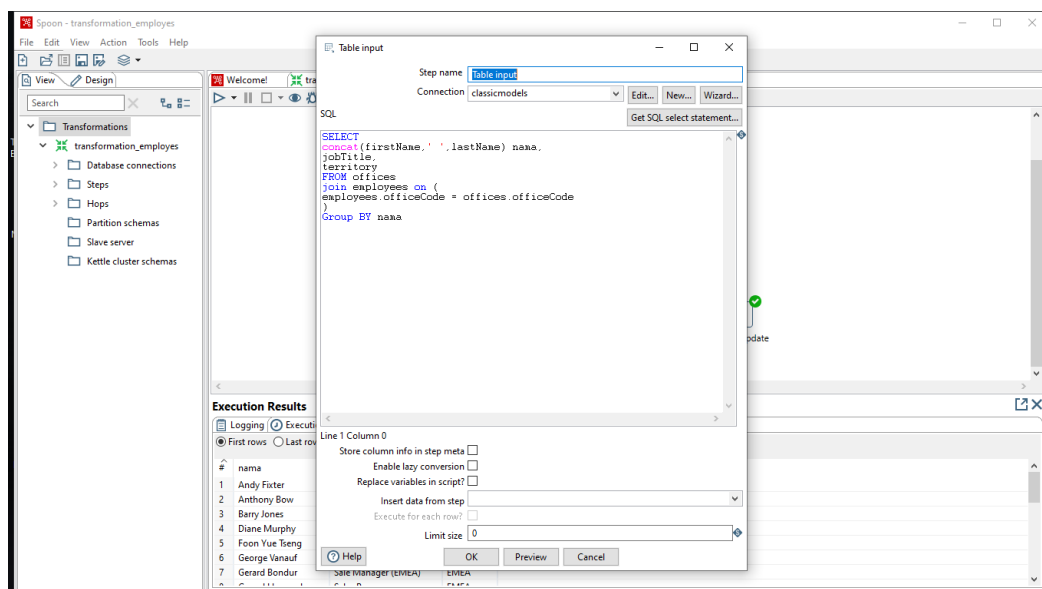 Spoon - transformation_employes
File Edit View Action Tools Help
View Design
Search
Transformations
transformation_employes
Database connections
Steps
Hops
Partition schemas
Slave server
Kettle cluster schemas
Welcome! tra
Table input
Step name Table input
Connection classicmodels Edit... New... Wizard...
SQL Get SQL select statement...
SELECT
concat(firstName,' ',lastName) nama,
jobTitle,
territory
FROM offices
join employees on (
employees.officeCode = offices.officeCode
)
Group BY nama
Line 1 Column 0
Store column info in step meta
Enable lazy conversion
Replace variables in script?
Insert data from step
Execute for each row?
Limit size 0
Help OK Preview Cancel
pdate
Execution Results
Logging Executi
First rows Last rov
# nama
1 Andy Fixter
2 Anthony Bow
3 Barry Jones
4 Diane Murphy
5 Foon Yue Tseng
6 George Vanauf
7 Gerard Bondur Sale Manager (EMEA) EMEA